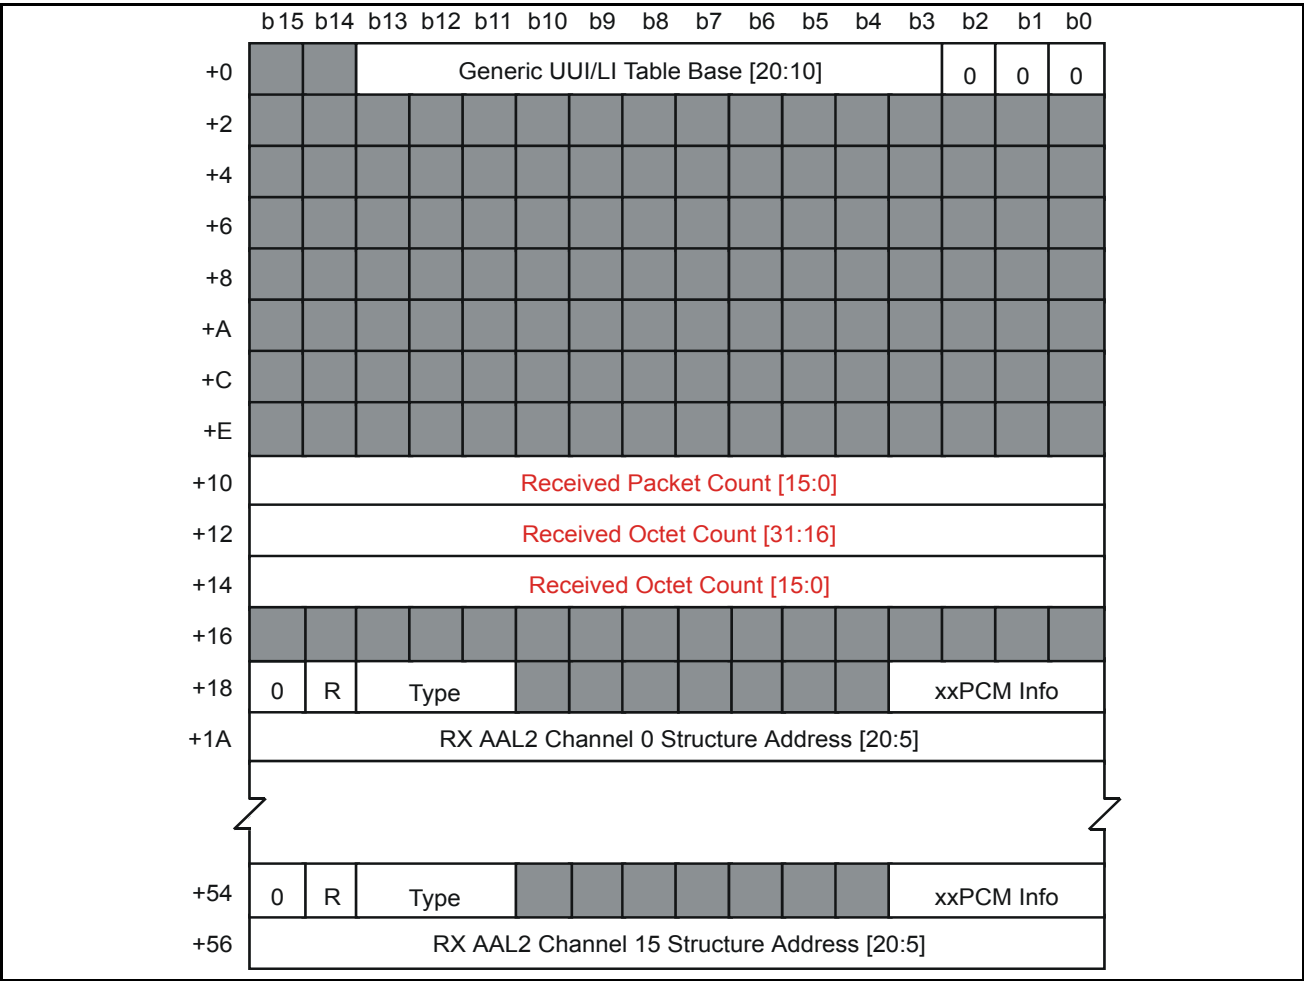 b15 b14 b13 b12 b11 b10 b9 b8 b7 b6 b5 b4 b3 b2 b1 b0
+0 Generic UUI/LI Table Base [20:10] 0 0 0
+2
+4
+6
+8
+A
+C
+E
+10 Received Packet Count [15:0]
+12 Received Octet Count [31:16]
+14 Received Octet Count [15:0]
+16
+18 0 R Type xxPCM Info
+1A RX AAL2 Channel 0 Structure Address [20:5]
+54 0 R Type xxPCM Info
+56 RX AAL2 Channel 15 Structure Address [20:5]